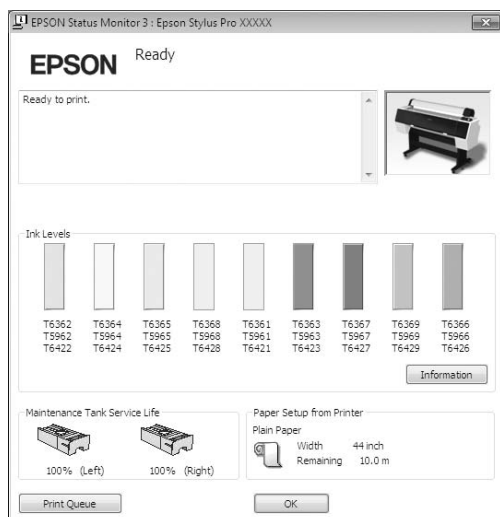 EPSON Status Monitor 3 : Epson Stylus Pro XXXXX
EPSON
Ready
Ready to print.
Ink Levels
T6362 T6364 T6365 T6368 T6361 T6363 T6367 T6369 T6366
T5962 T5964 T5965 T5968 T5961 T5963 T5967 T5969 T5966
T6422 T6424 T6425 T6428 T6421 T6423 T6427 T6429 T6426
Information
Maintenance Tank Service Life
100% (Left) 100% (Right)
Paper Setup from Printer
Plain Paper
Width 44 inch
Remaining 10.0 m
Print Queue
OK